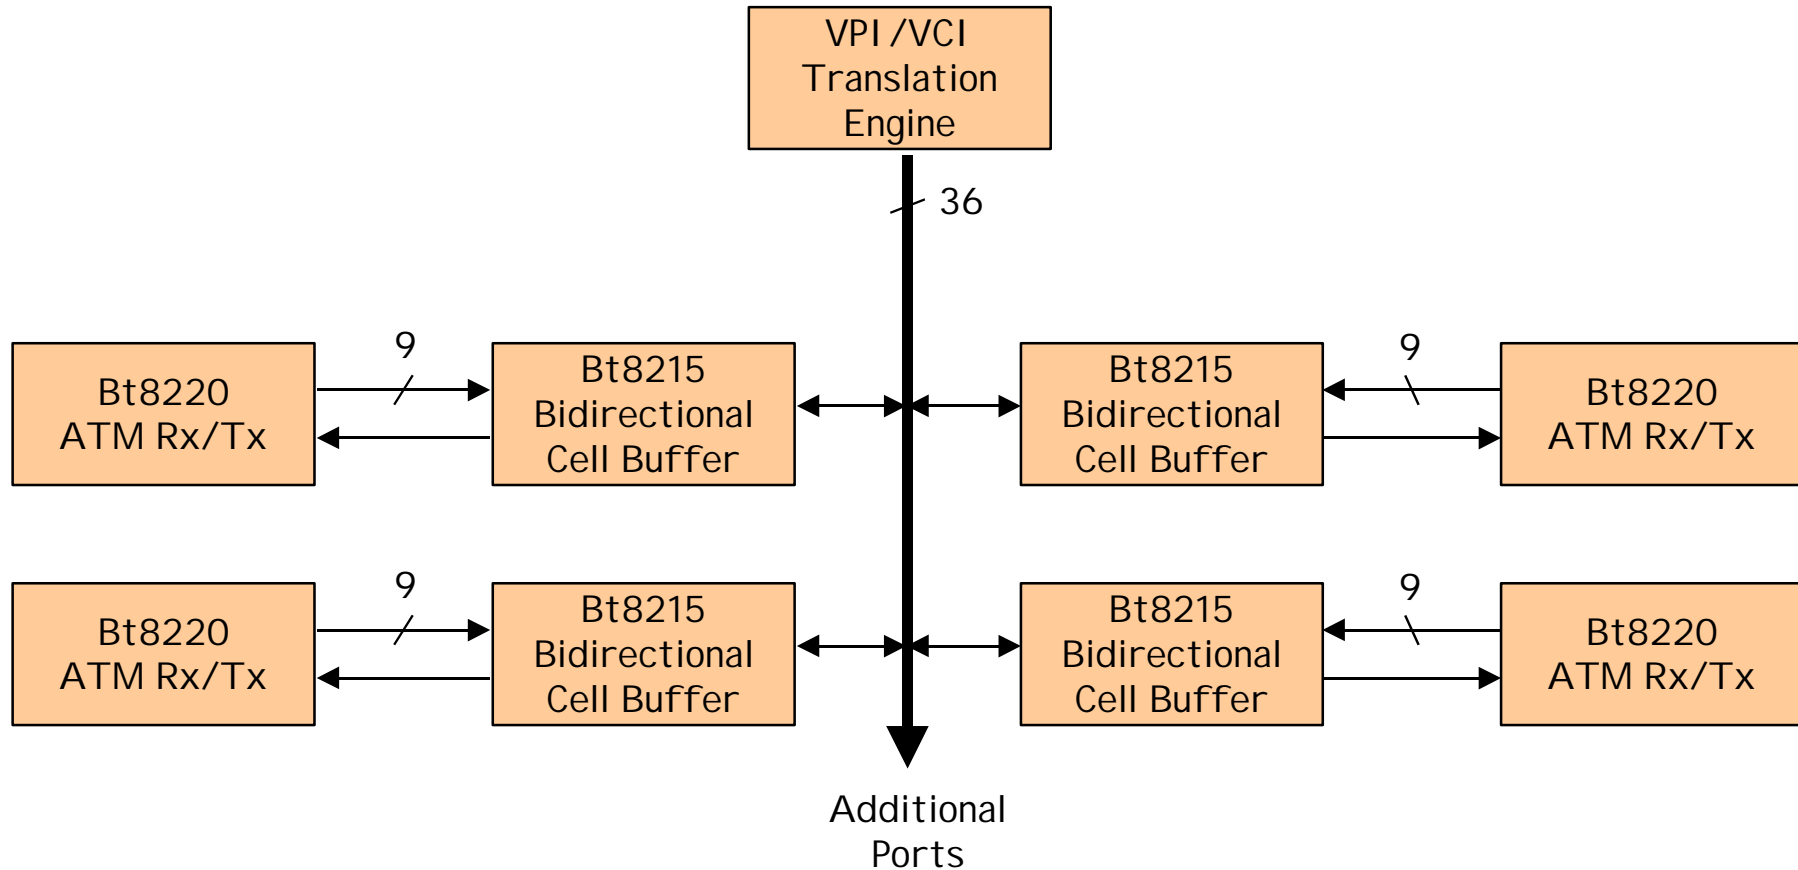 VPI/VCI
Translation
Engine
36
9
9
Bt8220
ATM Rx/Tx
Bt8215
Bidirectional
Cell Buffer
Bt8215
Bidirectional
Cell Buffer
Bt8220
ATM Rx/Tx
9
9
Bt8220
ATM Rx/Tx
Bt8215
Bidirectional
Cell Buffer
Bt8215
Bidirectional
Cell Buffer
Bt8220
ATM Rx/Tx
Additional
Ports